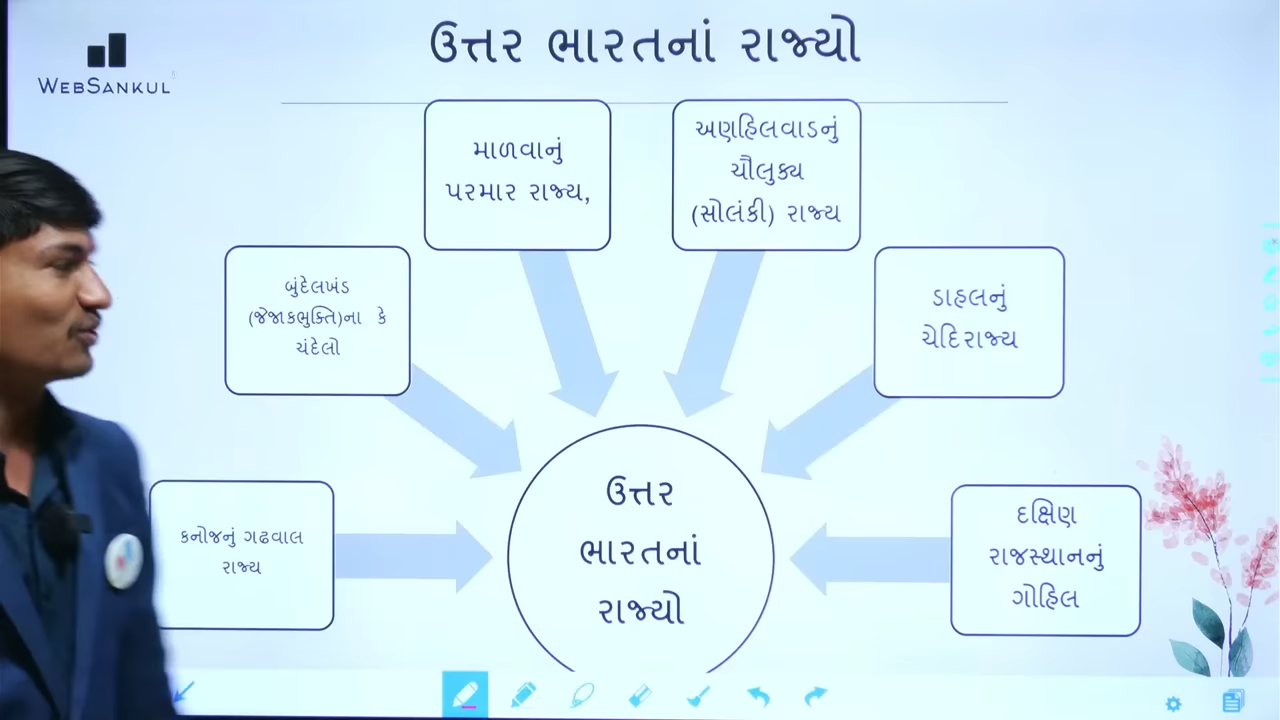 ઉત્તર ભારતનાં રાજ્યો
WEBSANKUL
માળવાનું
પરમાર રાજ્ય,
અણહિલવાડનું
ચૌલુક્ય
(સોલંકી) રાજ્ય
બુંદેલખંડ
(જેજાકભુક્તિ)ના કે
ચંદેલો
ડાહલનું
ચેદિરાજ્ય
કનોજનું ગઢવાલ
રાજ્ય
ઉત્તર
ભારતનાં
રાજ્યો
દક્ષિણ
રાજસ્થાનનું
ગોહિલ